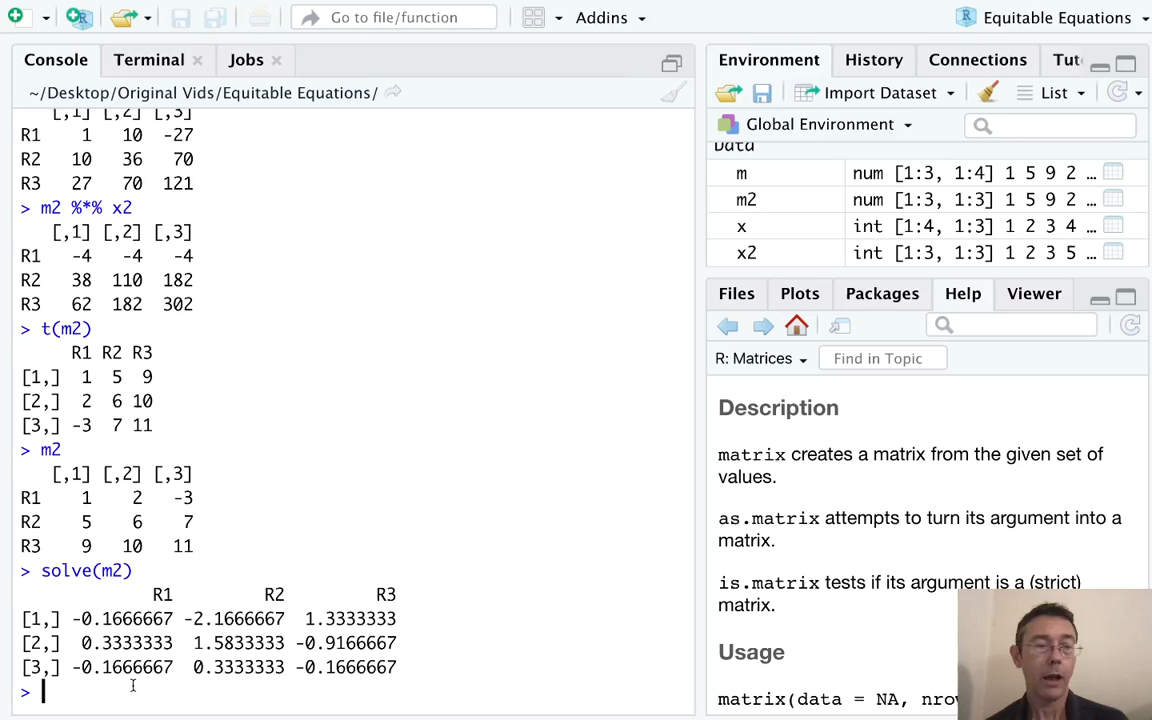 Go to file/function
Addins
Equitable Equations
Console Terminal Jobs
~/Desktop/Original Vids/Equitable Equations/
[,1] [,2] [,3]
R1 1 10 -27
R2 10 36 70
R3 27 70 121
> m2 %*% x2
[,1] [,2] [,3]
R1 -4 -4 -4
R2 38 110 182
R3 62 182 302
> t(m2)
R1 R2 R3
[1,] 1 5 9
[2,] 2 6 10
[3,] -3 7 11
> m2
[,1] [,2] [,3]
R1 1 2 -3
R2 5 6 7
R3 9 10 11
> solve(m2)
R1 R2 R3
[1,] -0.1666667 -2.1666667 1.3333333
[2,] 0.3333333 1.5833333 -0.9166667
[3,] -0.1666667 0.3333333 -0.1666667
>
Environment History Connections Tut
Import Dataset List
Global Environment
Data
m num [1:3, 1:4] 1 5 9 2 …
m2 num [1:3, 1:3] 1 5 9 2 …
x int [1:4, 1:3] 1 2 3 4 …
x2 int [1:3, 1:3] 1 2 3 5 …
Files Plots Packages Help Viewer
R: Matrices Find in Topic
Description
matrix creates a matrix from the given set of
values.
as.matrix attempts to turn its argument into a
matrix.
is.matrix tests if its argument is a (strict)
matrix.
Usage
matrix(data = NA, nrow